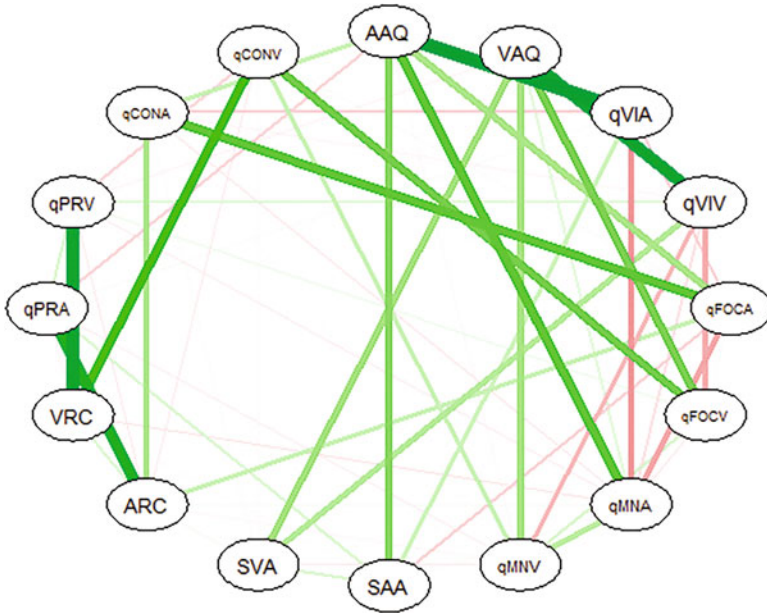 AAQ
VAQ
qCONV
qVIA
qCONA
qVIV
qPRV
qFOCA
qPRA
qFOCV
VRC
qMNA
ARC
qMNV
SVA
SAA